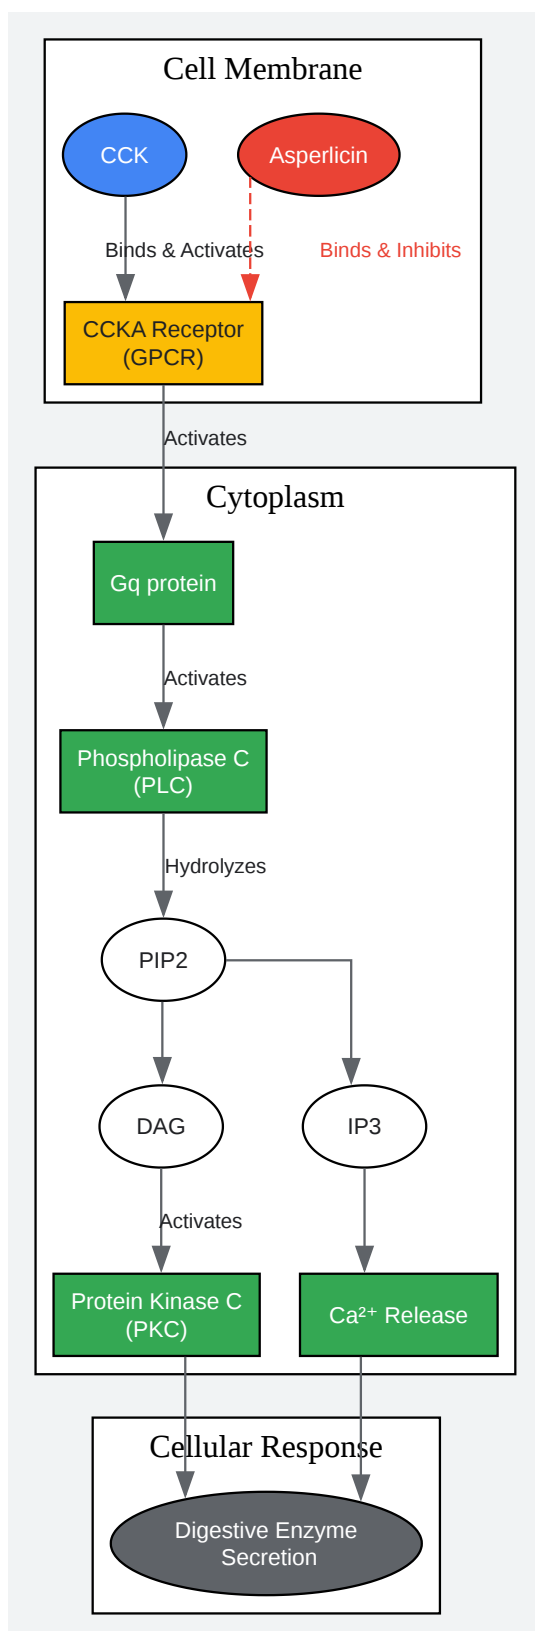 Cell Membrane
CCK
Asperlicin
Binds & Activates
Binds & Inhibits
CCKA Receptor
(GPCR)
Activates
Cytoplasm
Gq protein
Activates
Phospholipase C
(PLC)
Hydrolyzes
PIP2
DAG
IP3
Activates
Protein Kinase C
(PKC)
Ca²⁺ Release
Cellular Response
Digestive Enzyme
Secretion